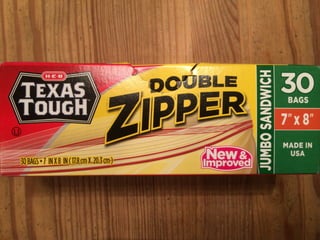 H-E-B
TEXAS
TOUGH
DOUBLE
ZIPPER
New &
Improved
30 BAGS • 7 IN X 8 IN (17.8 cm X 20.3 cm)
JUMBO SANDWICH
30
BAGS
7" x 8"
MADE IN
USA